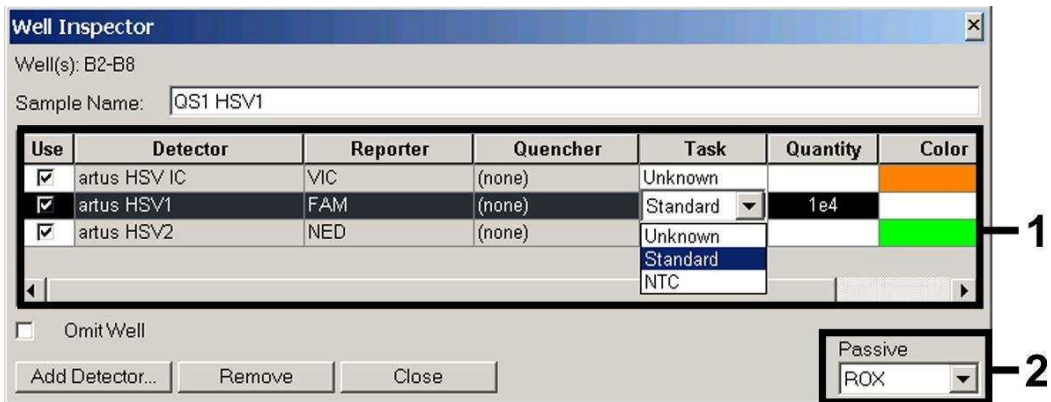 Well Inspector
Well(s): B2-B8
Sample Name: QS1 HSV1
Use Detector Reporter Quencher Task Quantity Color
artus HSV IC VIC (none) Unknown
artus HSV1 FAM (none) Standard 1e4
artus HSV2 NED (none) Unknown
Standard
NTC
1
Omit Well
Passive
Add Detector... Remove Close ROX
2